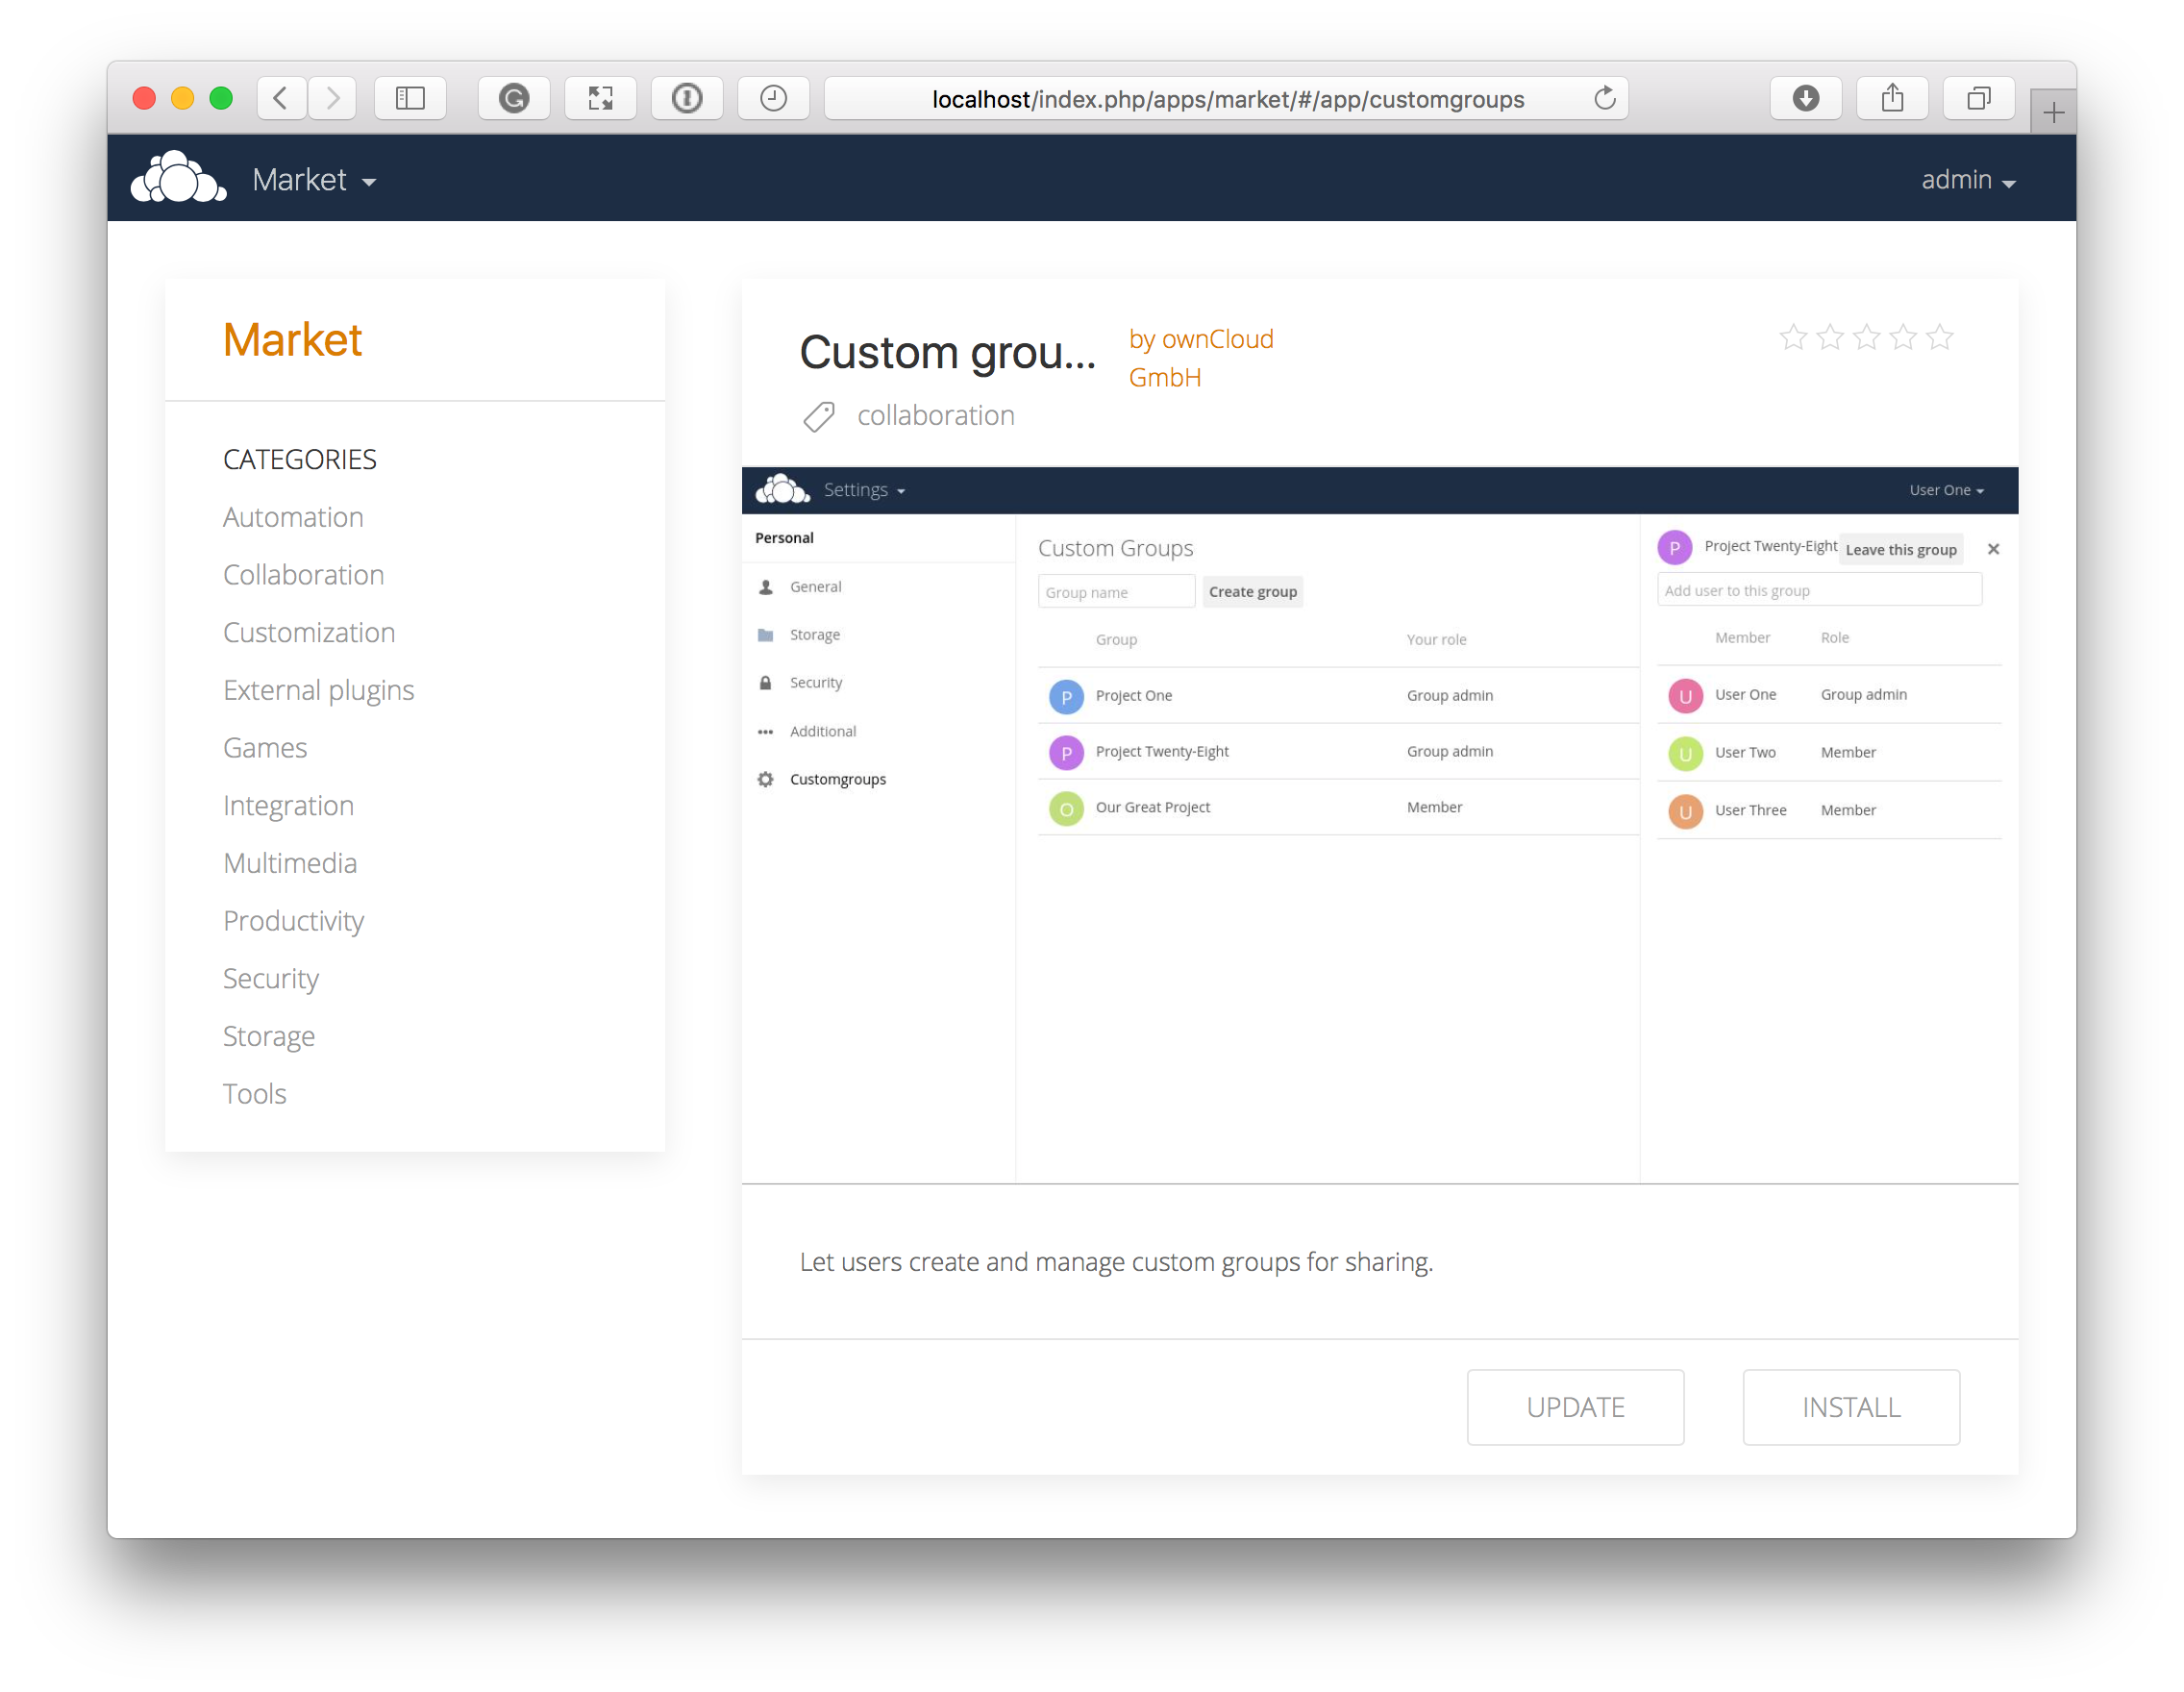 localhost/index.php/apps/market/#/app/customgroups
Market
admin
Market
CATEGORIES
Automation
Collaboration
Customization
External plugins
Games
Integration
Multimedia
Productivity
Security
Storage
Tools
Custom grou...
by ownCloud
GmbH
collaboration
Settings
User One
Personal
General
Storage
Security
Additional
Customgroups
Custom Groups
Group name
Create group
Group Your role
P Project One Group admin
P Project Twenty-Eight Group admin
O Our Great Project Member
P Project Twenty-Eight Leave this group
Add user to this group
Member Role
U User One Group admin
U User Two Member
U User Three Member
Let users create and manage custom groups for sharing.
UPDATE
INSTALL